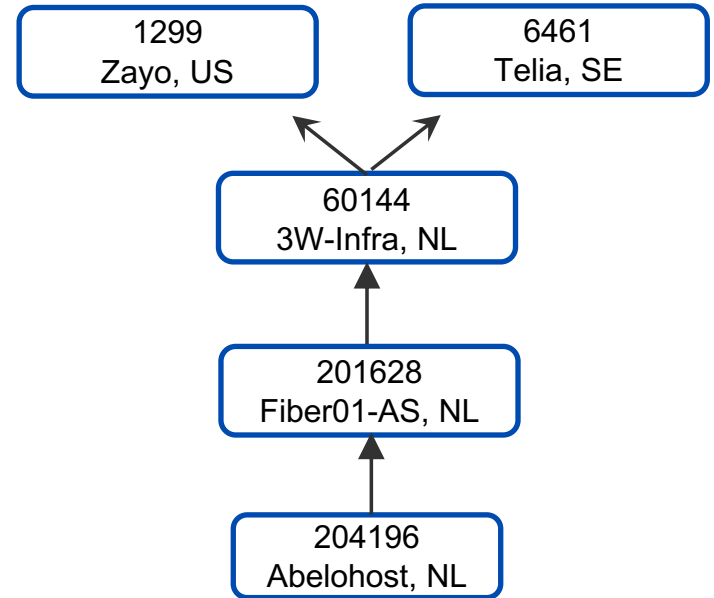 1299
Zayo, US
6461
Telia, SE
60144
3W-Infra, NL
201628
Fiber01-AS, NL
204196
Abelohost, NL